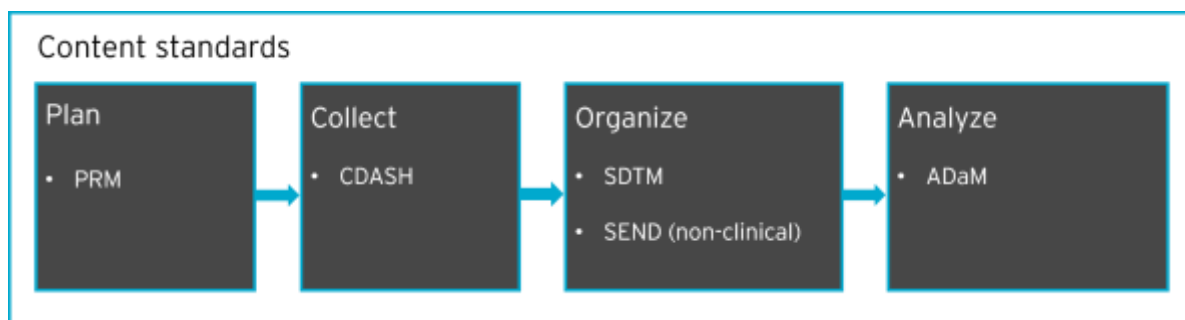 Content standards
Plan
• PRM
Collect
• CDASH
Organize
• SDTM
• SEND (non-clinical)
Analyze
• ADaM